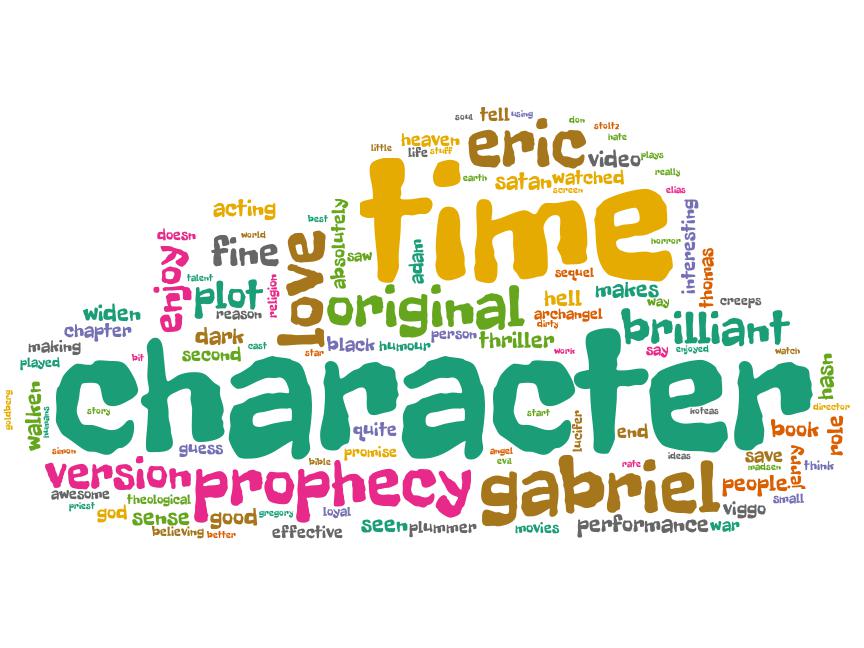 soul tell using don stoltz
little heaven eric hate
life stuff video plays
earth satan watched really
screen elias
acting best absolutely time interesting
doesn world saw adam horror thomas
enjoy fine love sequel
talent religion
plot original hell makes way creeps
widen reason archangel
chapter dark dirty brilliant
making second cast star black humour person thriller work say enjoyed watch
played bit character hasn
goldberg walken humans story start koteas director
quite lucifer end book role
simon guess promise angel ideas save jerry
version bible evil rate madsen think
awesome prophecy gabriel people
priest god theological gregory loyal viggo small
sense good seen plummer movies performance war
believing better effective